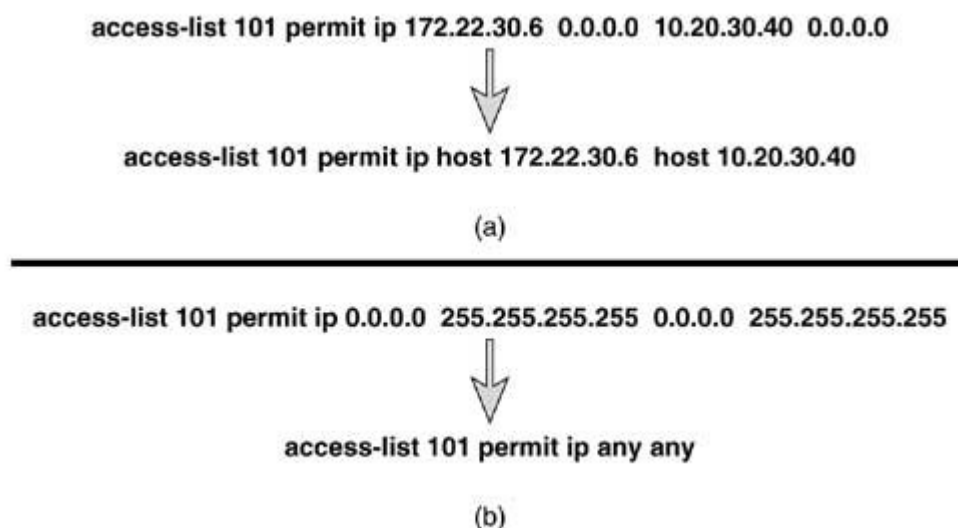 access-list 101 permit ip 172.22.30.6 0.0.0.0 10.20.30.40 0.0.0.0
access-list 101 permit ip host 172.22.30.6 host 10.20.30.40
(a)
access-list 101 permit ip 0.0.0.0 255.255.255.255 0.0.0.0 255.255.255.255
access-list 101 permit ip any any
(b)